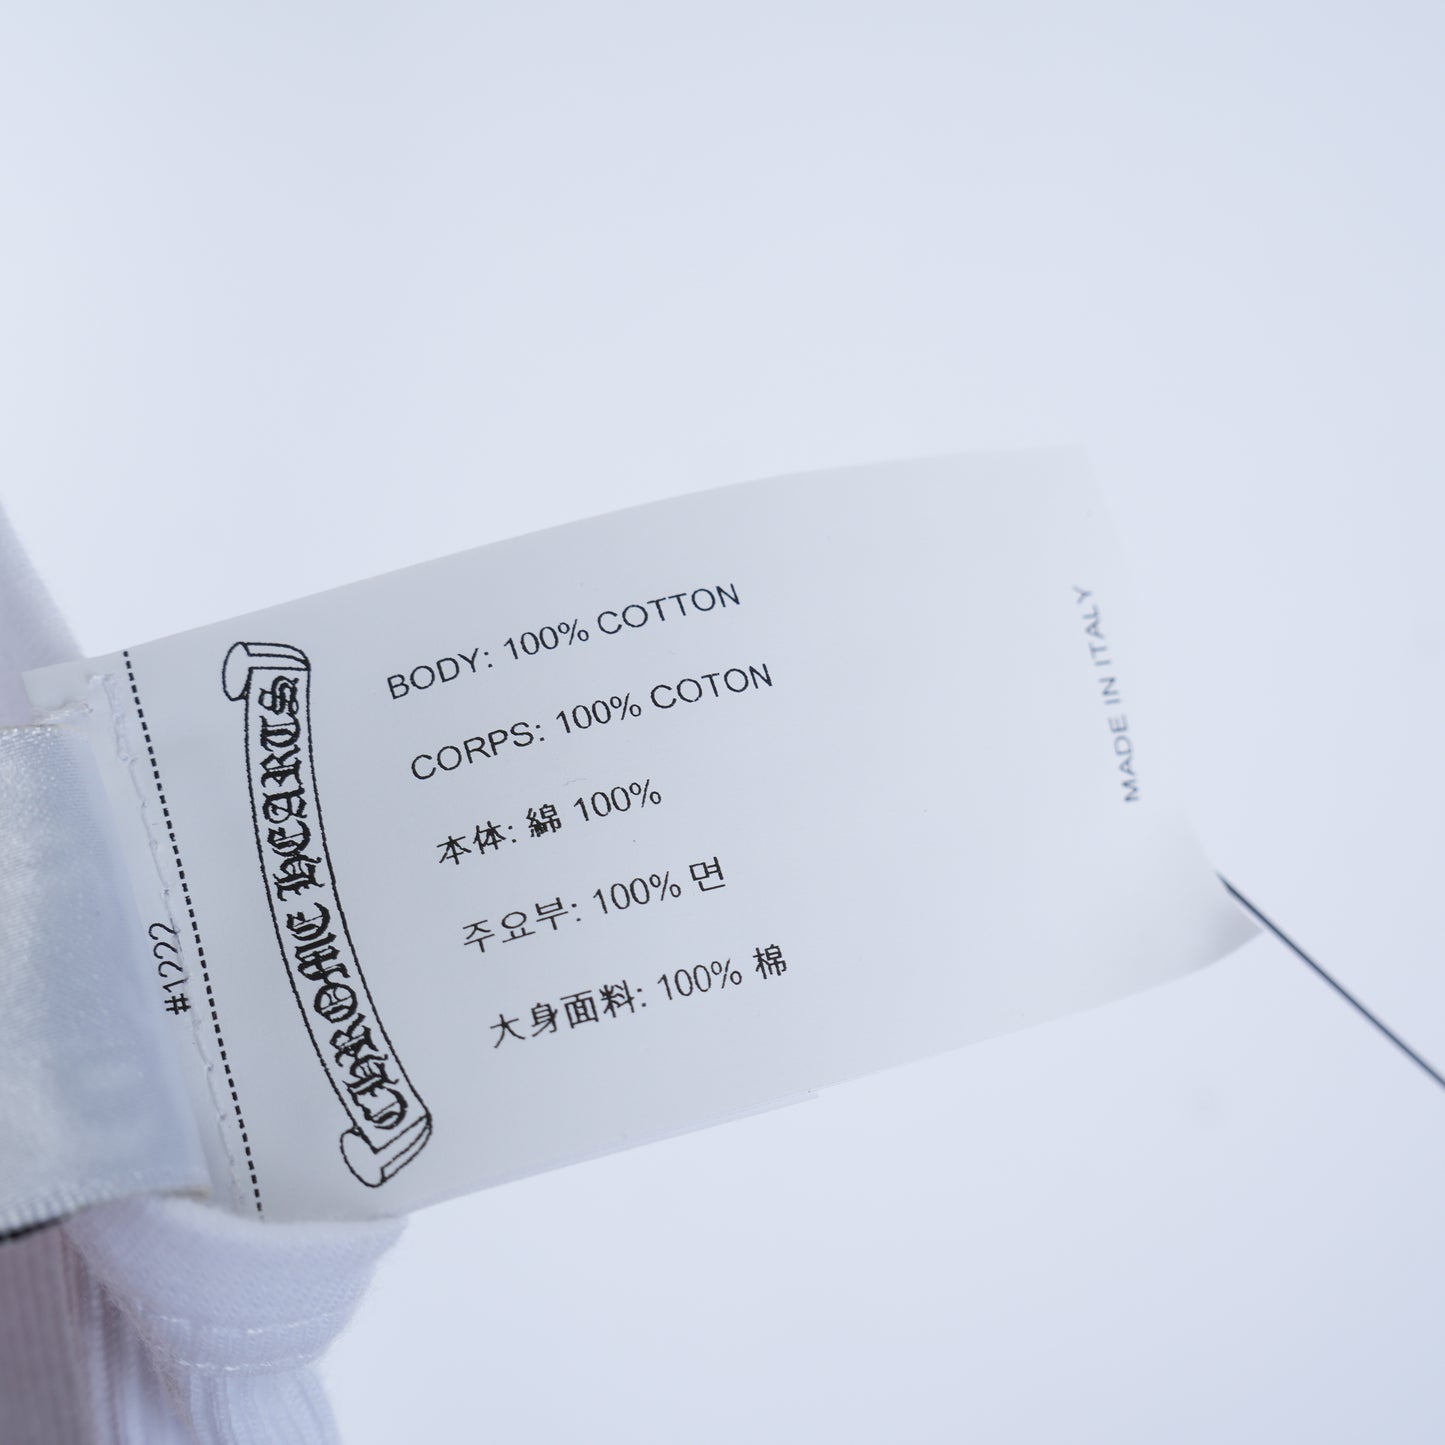 BODY: 100% COTTON
CORPS: 100% COTON
本体: 綿 100%
주요부: 100% 면
大身面料: 100% 棉
MADE IN ITALY
CHROME HEARTS
#1222